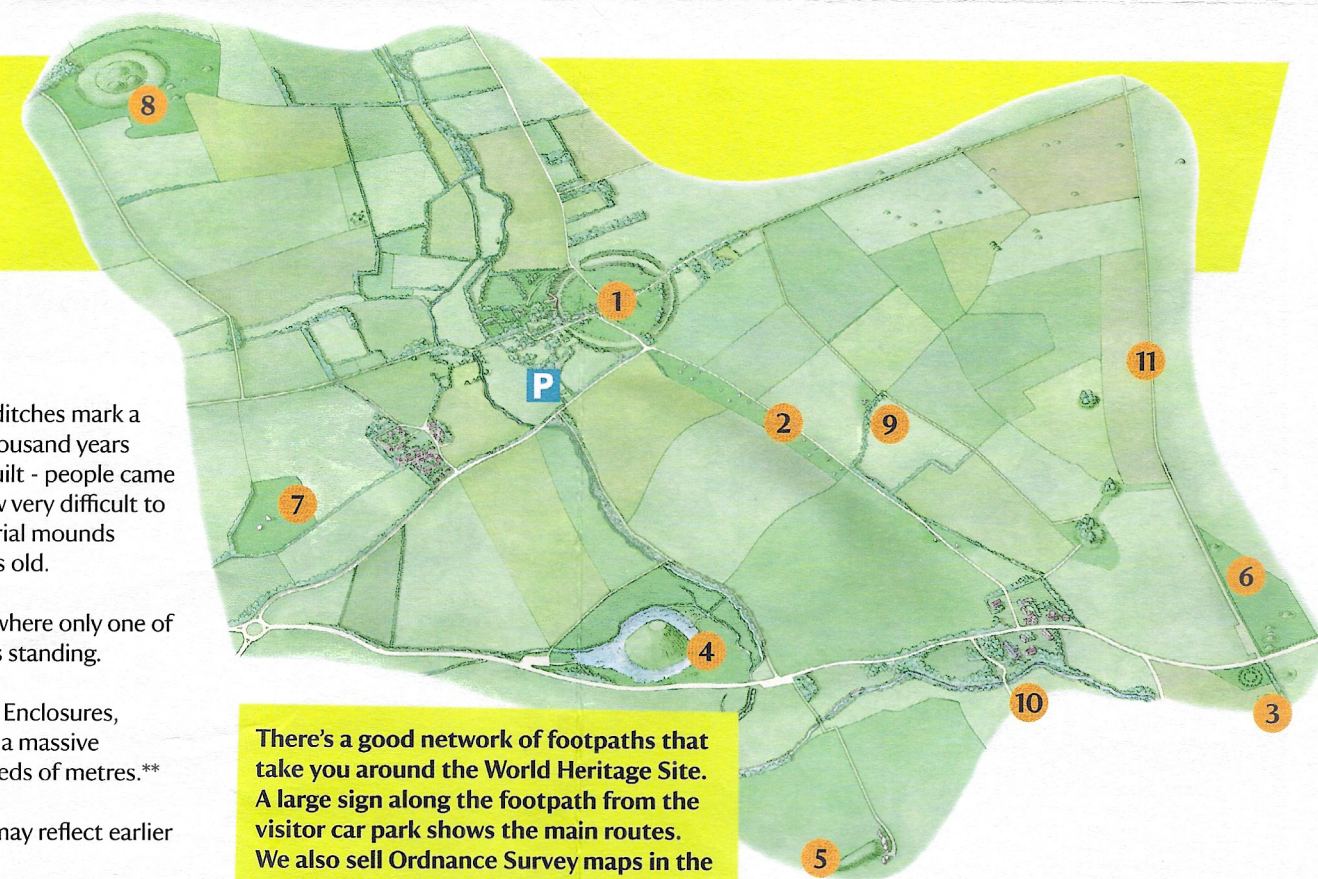 8
1
11
P
2
9
7
6
4
10
3
5
ditches mark a
ousand years
uilt - people came
w very difficult to
rial mounds
s old.
where only one of
s standing.
Enclosures,
a massive
eds of metres.**
may reflect earlier
There's a good network of footpaths that
take you around the World Heritage Site.
A large sign along the footpath from the
visitor car park shows the main routes.
We also sell Ordnance Survey maps in the